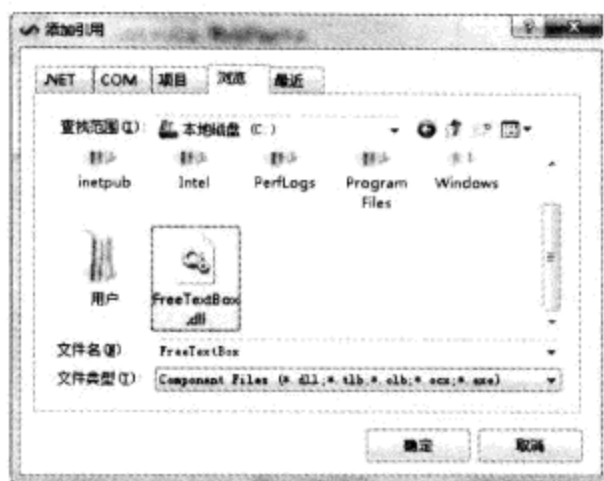 添加引用
.NET COM 项目 浏览 最近
查找范围(I): 本地磁盘 (C:)
inetpub Intel PerfLogs Program Files Windows
用户 FreeTextBox.dll
文件名(N): FreeTextBox
文件类型(T): Component Files (*.dll;*.tlb;*.olb;*.ocx;*.exe)
确定 取消